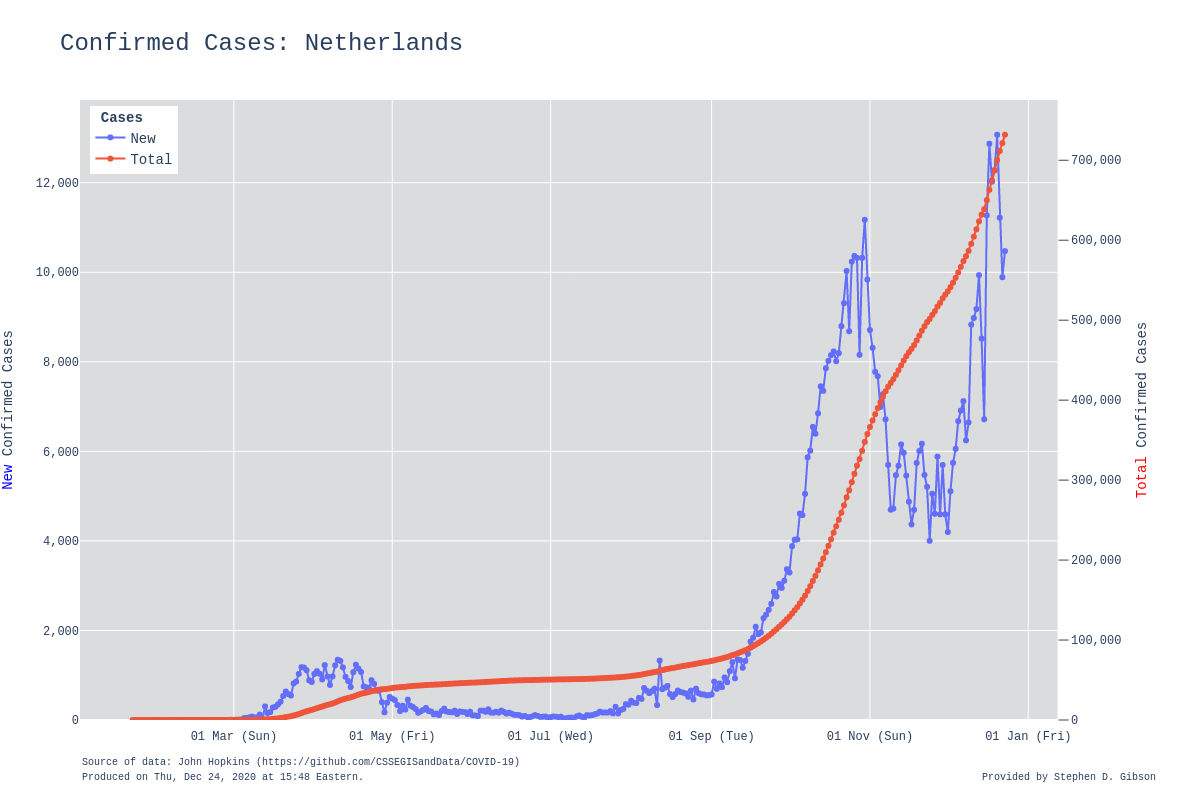 Confirmed Cases: Netherlands
Cases
New
Total
12,000
10,000
8,000
6,000
4,000
2,000
0
New Confirmed Cases
700,000
600,000
500,000
400,000
300,000
200,000
100,000
0
Total Confirmed Cases
01 Mar (Sun) 01 May (Fri) 01 Jul (Wed) 01 Sep (Tue) 01 Nov (Sun) 01 Jan (Fri)
Source of data: John Hopkins (https://github.com/CSSEGISandData/COVID-19)
Produced on Thu, Dec 24, 2020 at 15:48 Eastern.
Provided by Stephen D. Gibson